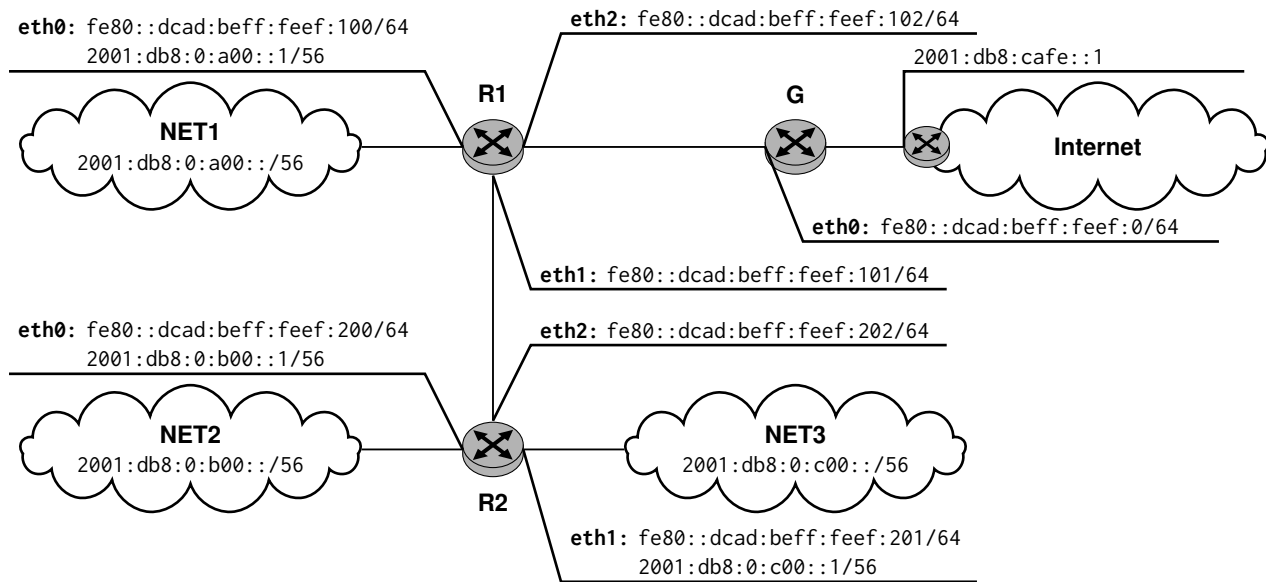 eth0: fe80::dcad:beff:feef:100/64
2001:db8:0:a00::1/56
eth2: fe80::dcad:beff:feef:102/64
2001:db8:cafe::1
R1
G
NET1
2001:db8:0:a00::/56
Internet
eth0: fe80::dcad:beff:feef:0/64
eth1: fe80::dcad:beff:feef:101/64
eth0: fe80::dcad:beff:feef:200/64
2001:db8:0:b00::1/56
eth2: fe80::dcad:beff:feef:202/64
NET2
2001:db8:0:b00::/56
NET3
2001:db8:0:c00::/56
R2
eth1: fe80::dcad:beff:feef:201/64
2001:db8:0:c00::1/56